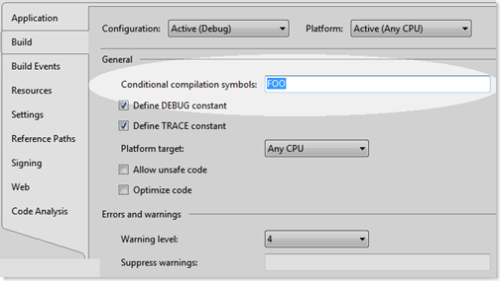 Application
Build
Build Events
Resources
Settings
Reference Paths
Signing
Web
Code Analysis
Configuration: Active (Debug) Platform: Active (Any CPU)
General
Conditional compilation symbols: FOO
Define DEBUG constant
Define TRACE constant
Platform target: Any CPU
Allow unsafe code
Optimize code
Errors and warnings
Warning level: 4
Suppress warnings: